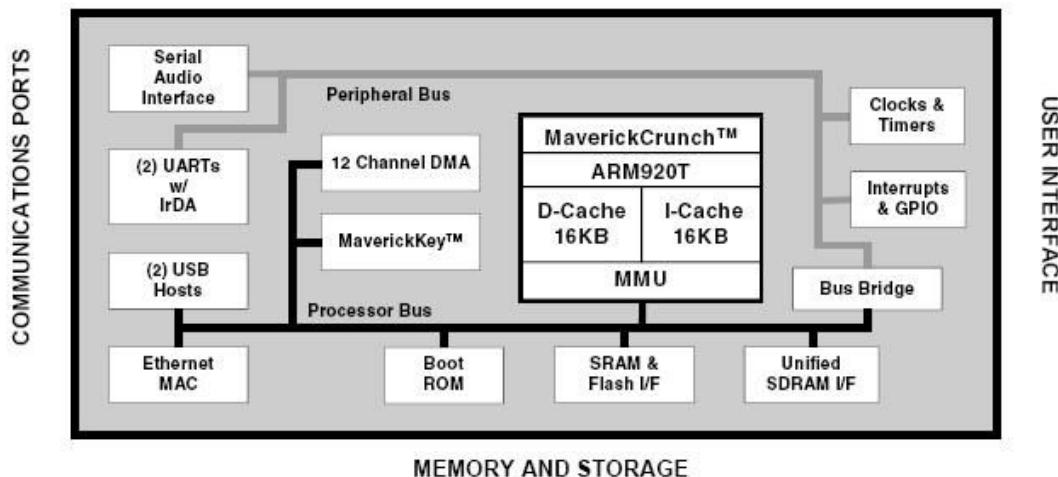 COMMUNICATIONS PORTS
Serial
Audio
Interface
(2) UARTs
w/
IrDA
(2) USB
Hosts
Ethernet
MAC
Peripheral Bus
12 Channel DMA
MaverickKey™
Processor Bus
Boot
ROM
MaverickCrunch™
ARM920T
D-Cache
16KB
I-Cache
16KB
MMU
SRAM &
Flash I/F
Unified
SDRAM I/F
Clocks &
Timers
Interrupts
& GPIO
Bus Bridge
USER INTERFACE
MEMORY AND STORAGE